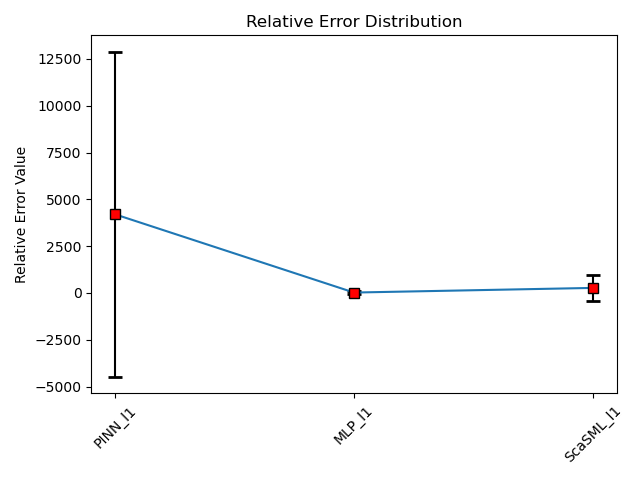 Relative Error Distribution
12500
10000
7500
5000
2500
0
−2500
−5000
Relative Error Value
PINN_l1
MLP_l1
ScaSML_l1